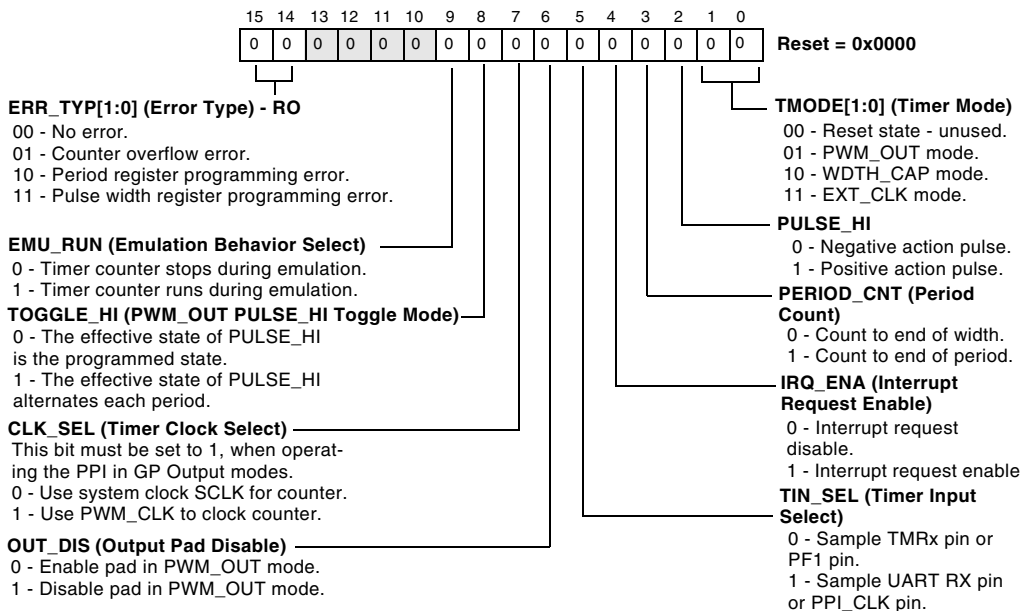 15 14 13 12 11 10 9 8 7 6 5 4 3 2 1 0
0 0 0 0 0 0 0 0 0 0 0 0 0 0 0 0 Reset = 0x0000
ERR_TYP[1:0] (Error Type) - RO
00 - No error.
01 - Counter overflow error.
10 - Period register programming error.
11 - Pulse width register programming error.
EMU_RUN (Emulation Behavior Select)
0 - Timer counter stops during emulation.
1 - Timer counter runs during emulation.
TOGGLE_HI (PWM_OUT PULSE_HI Toggle Mode)
0 - The effective state of PULSE_HI
is the programmed state.
1 - The effective state of PULSE_HI
alternates each period.
CLK_SEL (Timer Clock Select)
This bit must be set to 1, when operat-
ing the PPI in GP Output modes.
0 - Use system clock SCLK for counter.
1 - Use PWM_CLK to clock counter.
OUT_DIS (Output Pad Disable)
0 - Enable pad in PWM_OUT mode.
1 - Disable pad in PWM_OUT mode.
TMODE[1:0] (Timer Mode)
00 - Reset state - unused.
01 - PWM_OUT mode.
10 - WDTH_CAP mode.
11 - EXT_CLK mode.
PULSE_HI
0 - Negative action pulse.
1 - Positive action pulse.
PERIOD_CNT (Period
Count)
0 - Count to end of width.
1 - Count to end of period.
IRQ_ENA (Interrupt
Request Enable)
0 - Interrupt request
disable.
1 - Interrupt request enable
TIN_SEL (Timer Input
Select)
0 - Sample TMRx pin or
PF1 pin.
1 - Sample UART RX pin
or PPI_CLK pin.